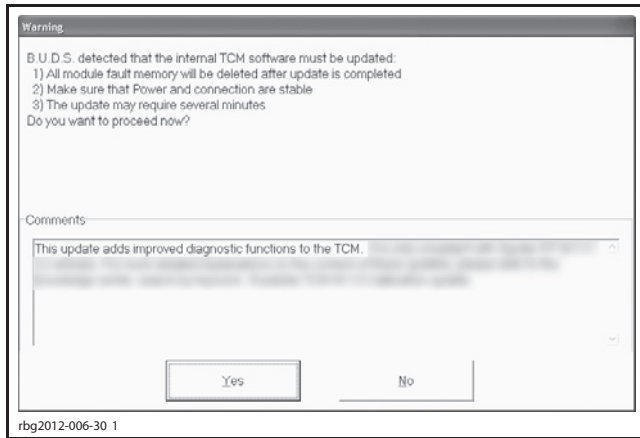 Warning
B.U.D.S. detected that the internal TCM software must be updated:
1) All module fault memory will be deleted after update is completed
2) Make sure that Power and connection are stable
3) The update may require several minutes
Do you want to proceed now?
Comments
This update adds improved diagnostic functions to the TCM.
Yes
No
rbg2012-006-30 1